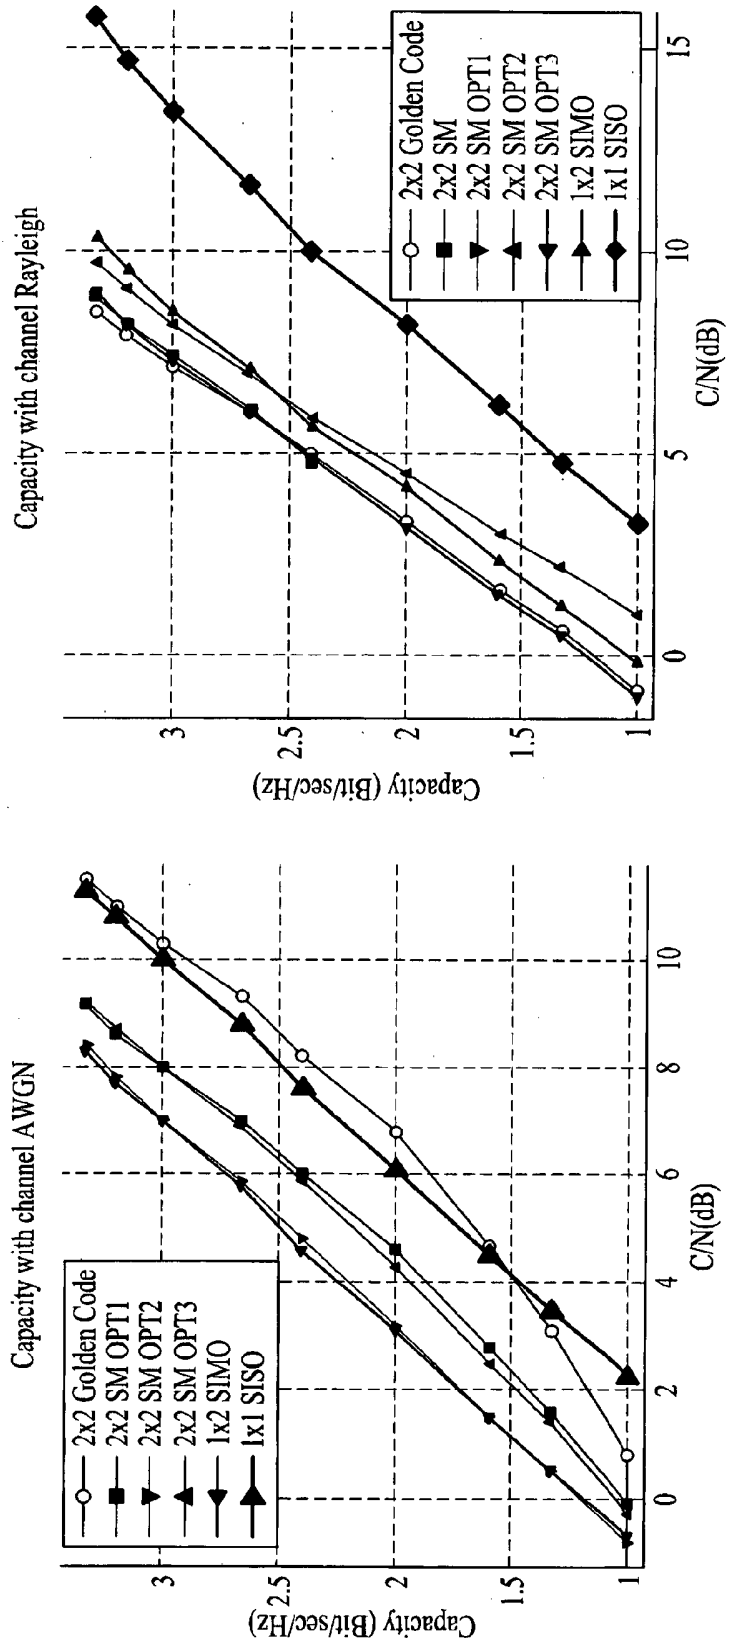 Capacity with channel AWGN
Capacity (Bit/sec/Hz)
3
2.5
2
1.5
1
0
2
4
6
8
10
C/N(dB)
2x2 Golden Code
2x2 SM OPT1
2x2 SM OPT2
2x2 SM OPT3
1x2 SIMO
1x1 SISO
Capacity with channel Rayleigh
Capacity (Bit/sec/Hz)
3
2.5
2
1.5
1
0
5
10
15
C/N(dB)
2x2 Golden Code
2x2 SM
2x2 SM OPT1
2x2 SM OPT2
2x2 SM OPT3
1x2 SIMO
1x1 SISO